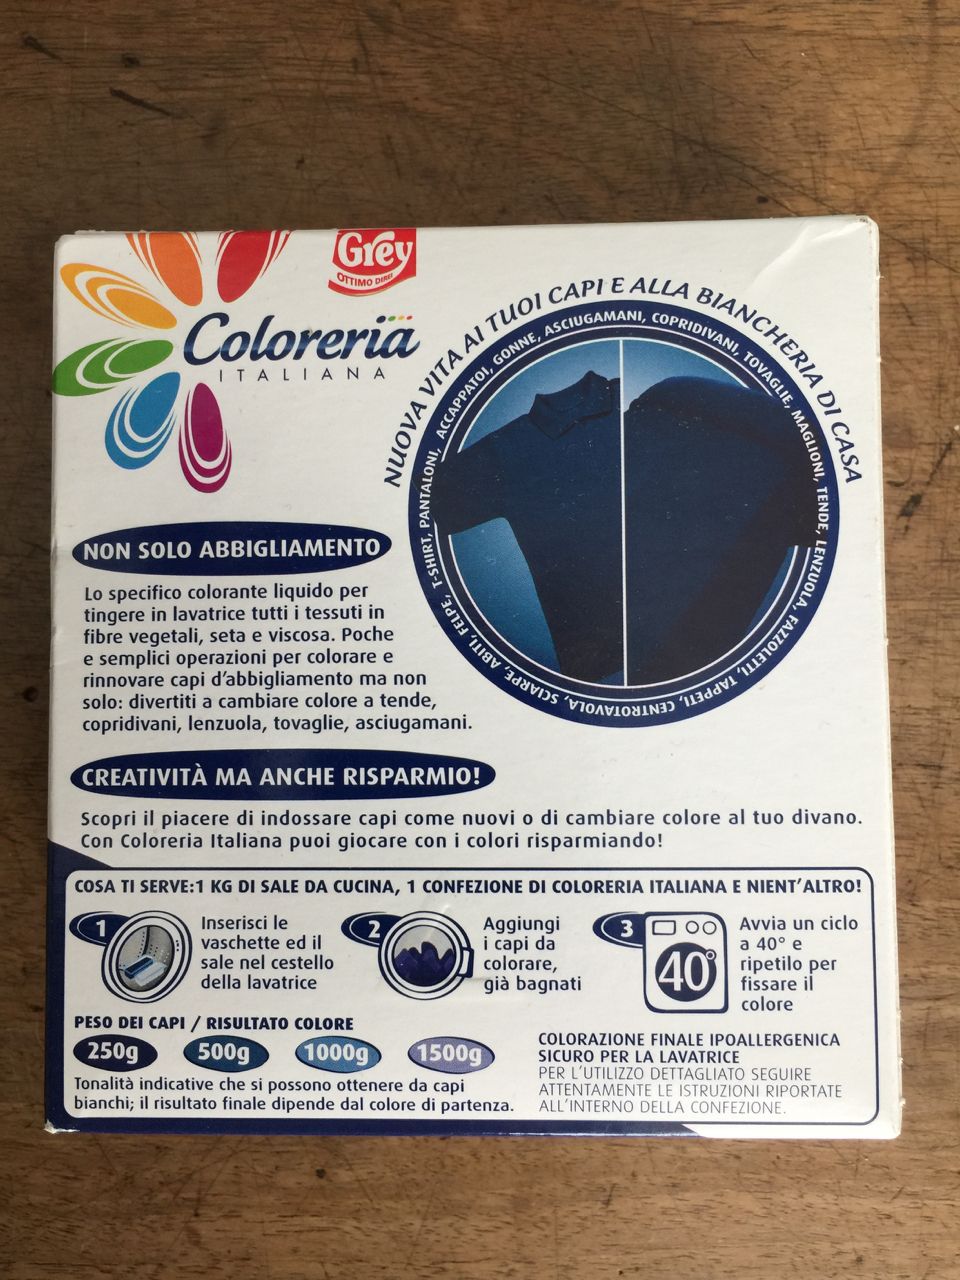 Grey
OTTIMO DIREI
Coloreria
ITALIANA
NUOVA VITA AI TUOI CAPI E ALLA BIANCHERIA DI CASA
T-SHIRT, PANTALONI, ACCAPPATOI, GONNE, ASCIUGAMANI, COPRIDIVANI, TOVAGLIE, MAGLIONI, TENDE, LENZUOLA, FAZZOLETTI, TAPPETI, CENTROTAVOLA, SCIARPE, ABITI, FELPE,
NON SOLO ABBIGLIAMENTO
Lo specifico colorante liquido per
tingere in lavatrice tutti i tessuti in
fibre vegetali, seta e viscosa. Poche
e semplici operazioni per colorare e
rinnovare capi d'abbigliamento ma non
solo: divertiti a cambiare colore a tende,
copridivani, lenzuola, tovaglie, asciugamani.
CREATIVITÀ MA ANCHE RISPARMIO!
Scopri il piacere di indossare capi come nuovi o di cambiare colore al tuo divano.
Con Coloreria Italiana puoi giocare con i colori risparmiando!
COSA TI SERVE:1 KG DI SALE DA CUCINA, 1 CONFEZIONE DI COLORERIA ITALIANA E NIENT'ALTRO!
1
Inserisci le
vaschette ed il
sale nel cestello
della lavatrice
2
Aggiungi
i capi da
colorare,
già bagnati
3
40°
Avvia un ciclo
a 40° e
ripetilo per
fissare il
colore
PESO DEI CAPI / RISULTATO COLORE
250g 500g 1000g 1500g
Tonalità indicative che si possono ottenere da capi
bianchi; il risultato finale dipende dal colore di partenza.
COLORAZIONE FINALE IPOALLERGENICA
SICURO PER LA LAVATRICE
PER L'UTILIZZO DETTAGLIATO SEGUIRE
ATTENTAMENTE LE ISTRUZIONI RIPORTATE
ALL'INTERNO DELLA CONFEZIONE.